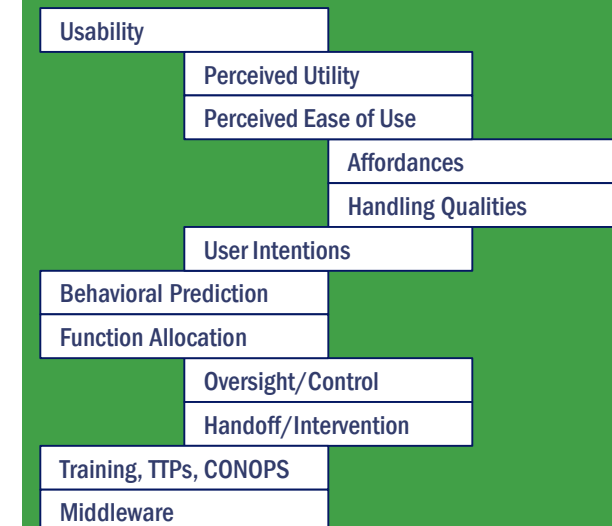 Usability
Perceived Utility
Perceived Ease of Use
Affordances
Handling Qualities
User Intentions
Behavioral Prediction
Function Allocation
Oversight/Control
Handoff/Intervention
Training, TTPs, CONOPS
Middleware